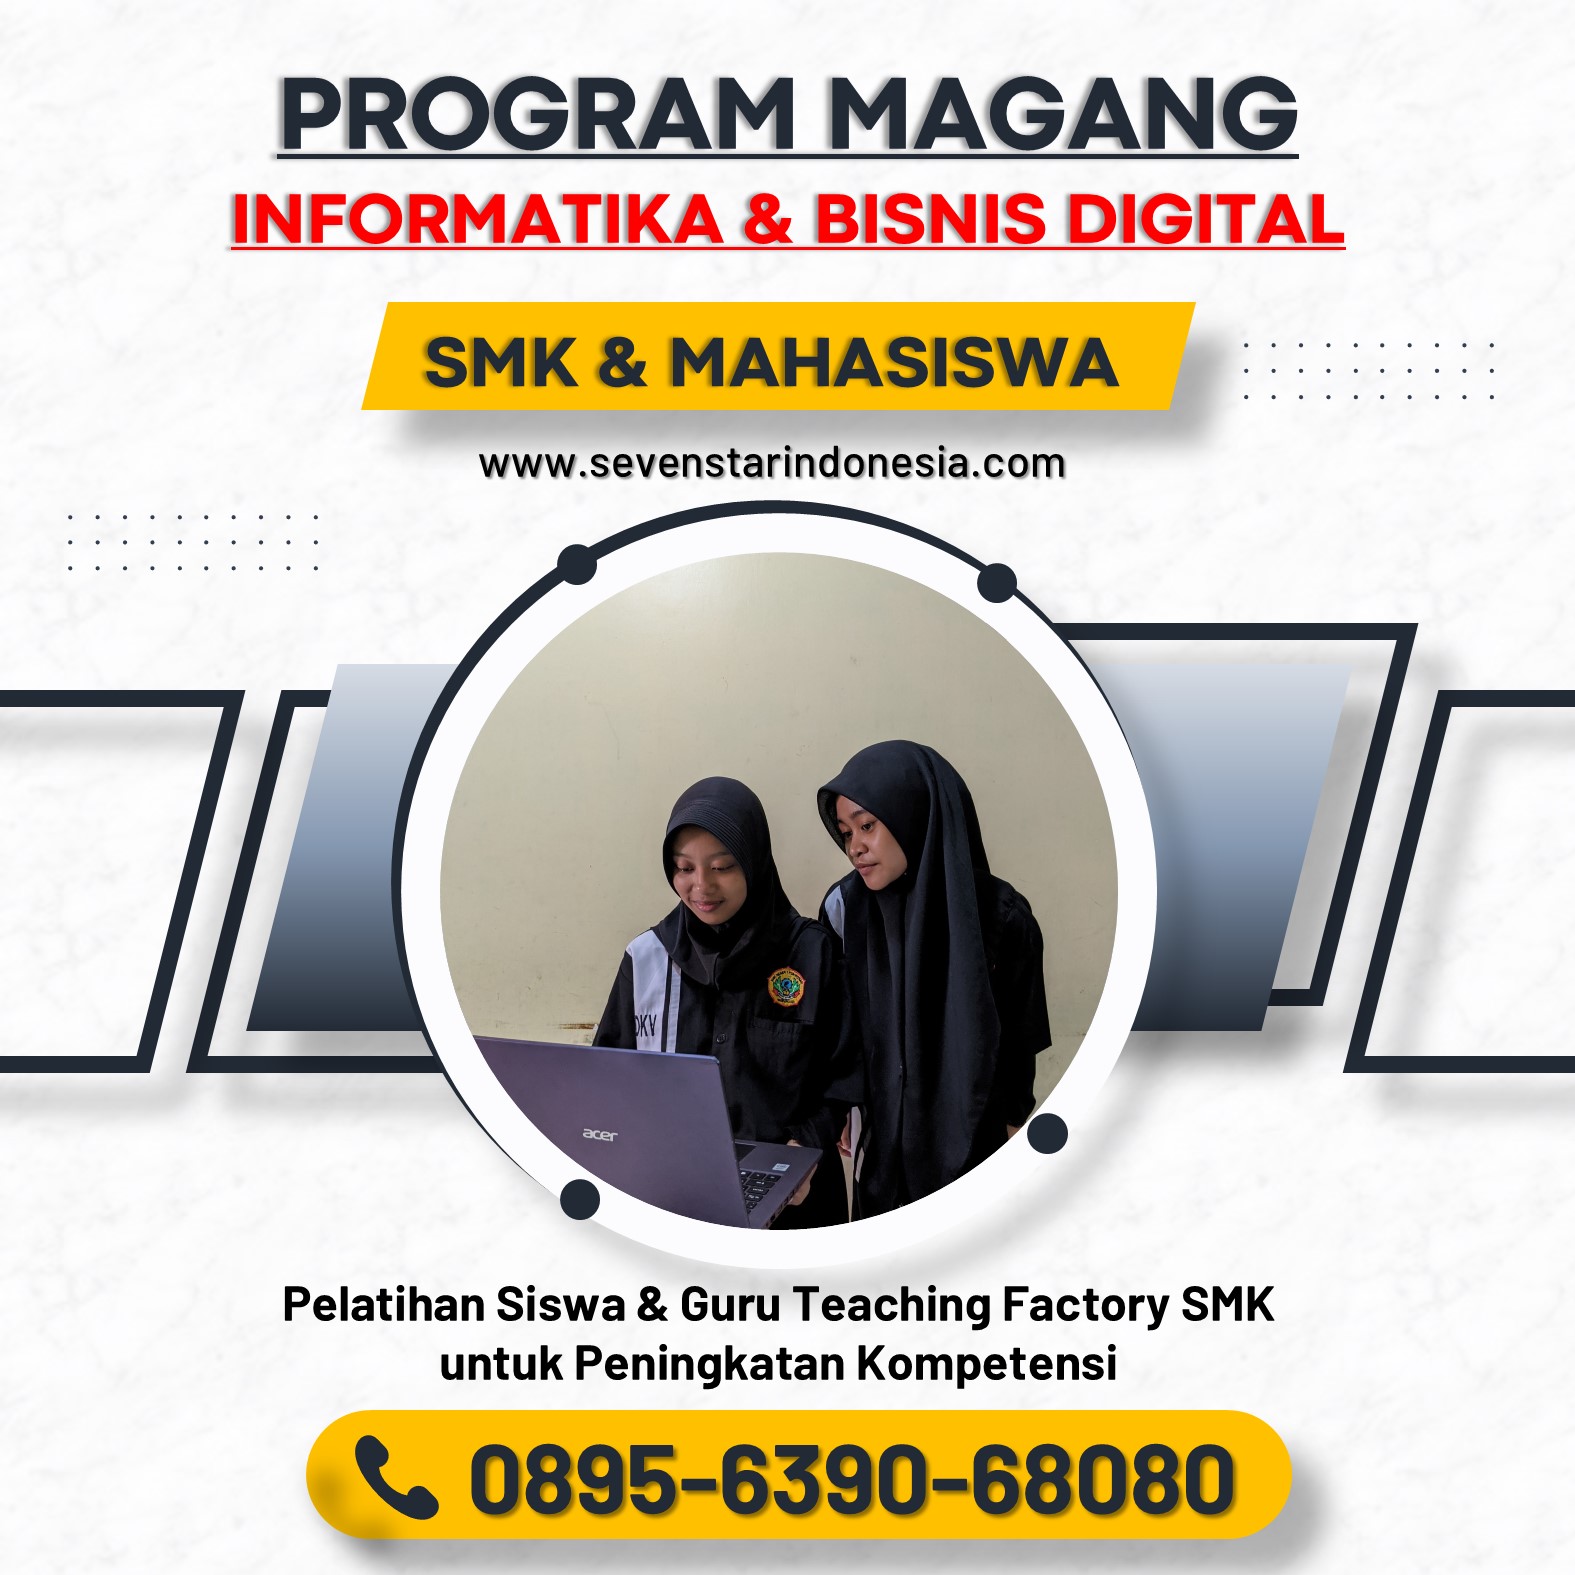 PROGRAM MAGANG
INFORMATIKA & BISNIS DIGITAL
SMK & MAHASISWA
www.sevenstarindonesia.com
DKV
acer
Pelatihan Siswa & Guru Teaching Factory SMK
untuk Peningkatan Kompetensi
0895-6390-68080